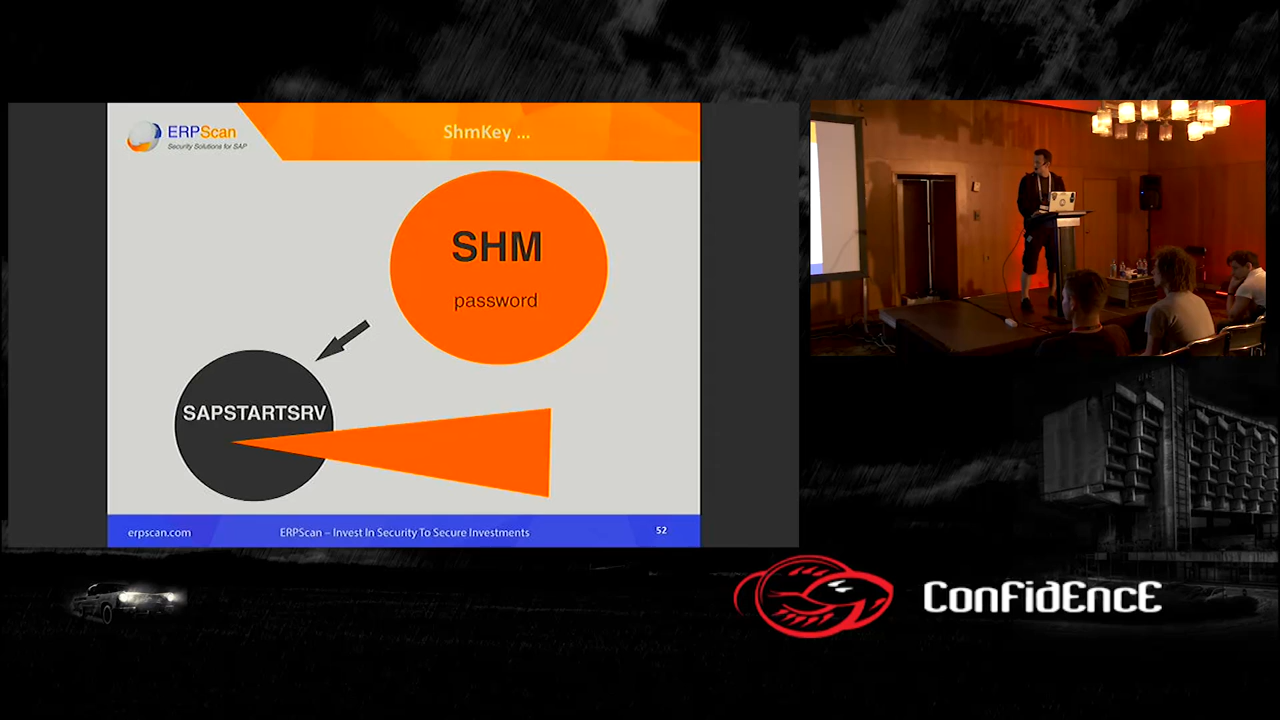 ERPScan
Security Solutions for SAP
ShmKey ...
SHM
password
SAPSTARTSRV
erpscan.com
ERPScan – Invest In Security To Secure Investments
52
ConFidEncE